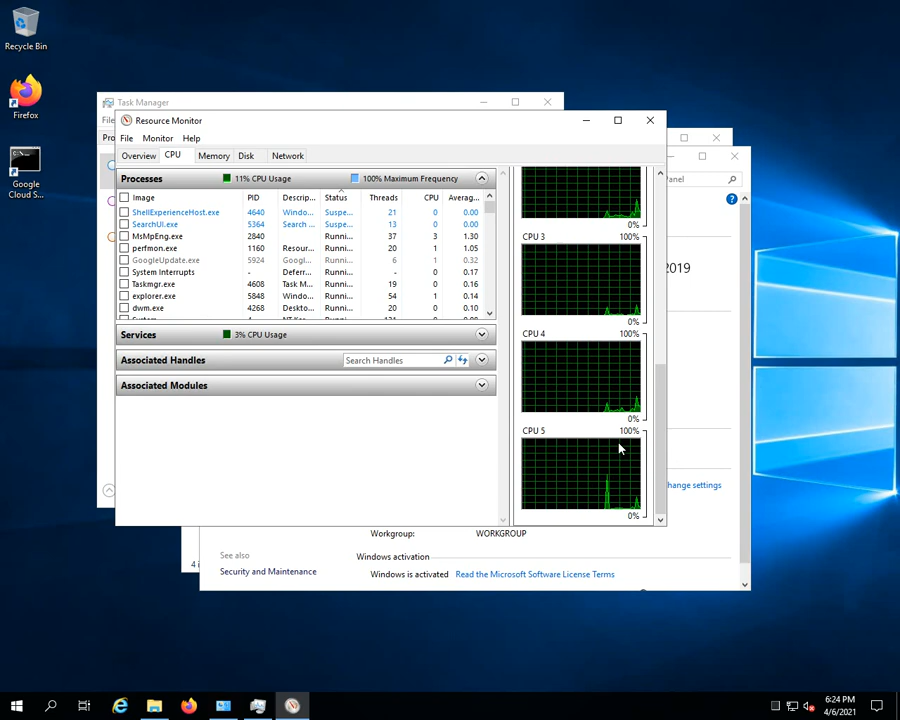 Recycle Bin
Firefox
Google
Cloud S...
Task Manager
File
Pro
Resource Monitor
File Monitor Help
Overview CPU Memory Disk Network
Processes 11% CPU Usage 100% Maximum Frequency
Image PID Descrip... Status Threads CPU Averag...
ShellExperienceHost.exe 4640 Windo... Suspe... 21 0 0.00
SearchUI.exe 5364 Search ... Suspe... 13 0 0.00
MsMpEng.exe 2840 Runni... 37 3 1.30
perfmon.exe 1160 Resour... Runni... 20 1 1.05
GoogleUpdate.exe 5924 Googl... Runni... 6 1 0.32
System Interrupts - Deferr... Runni... - 0 0.17
Taskmgr.exe 4608 Task M... Runni... 19 0 0.16
explorer.exe 5848 Windo... Runni... 54 1 0.14
dwm.exe 4268 Deskto... Runni... 20 0 0.10
Services 3% CPU Usage
Associated Handles Search Handles
Associated Modules
0%
CPU 3 100%
0%
CPU 4 100%
0%
CPU 5 100%
0%
Panel
2019
hange settings
4 i
Workgroup: WORKGROUP
See also
Windows activation
Security and Maintenance
Windows is activated Read the Microsoft Software License Terms
6:24 PM
4/6/2021